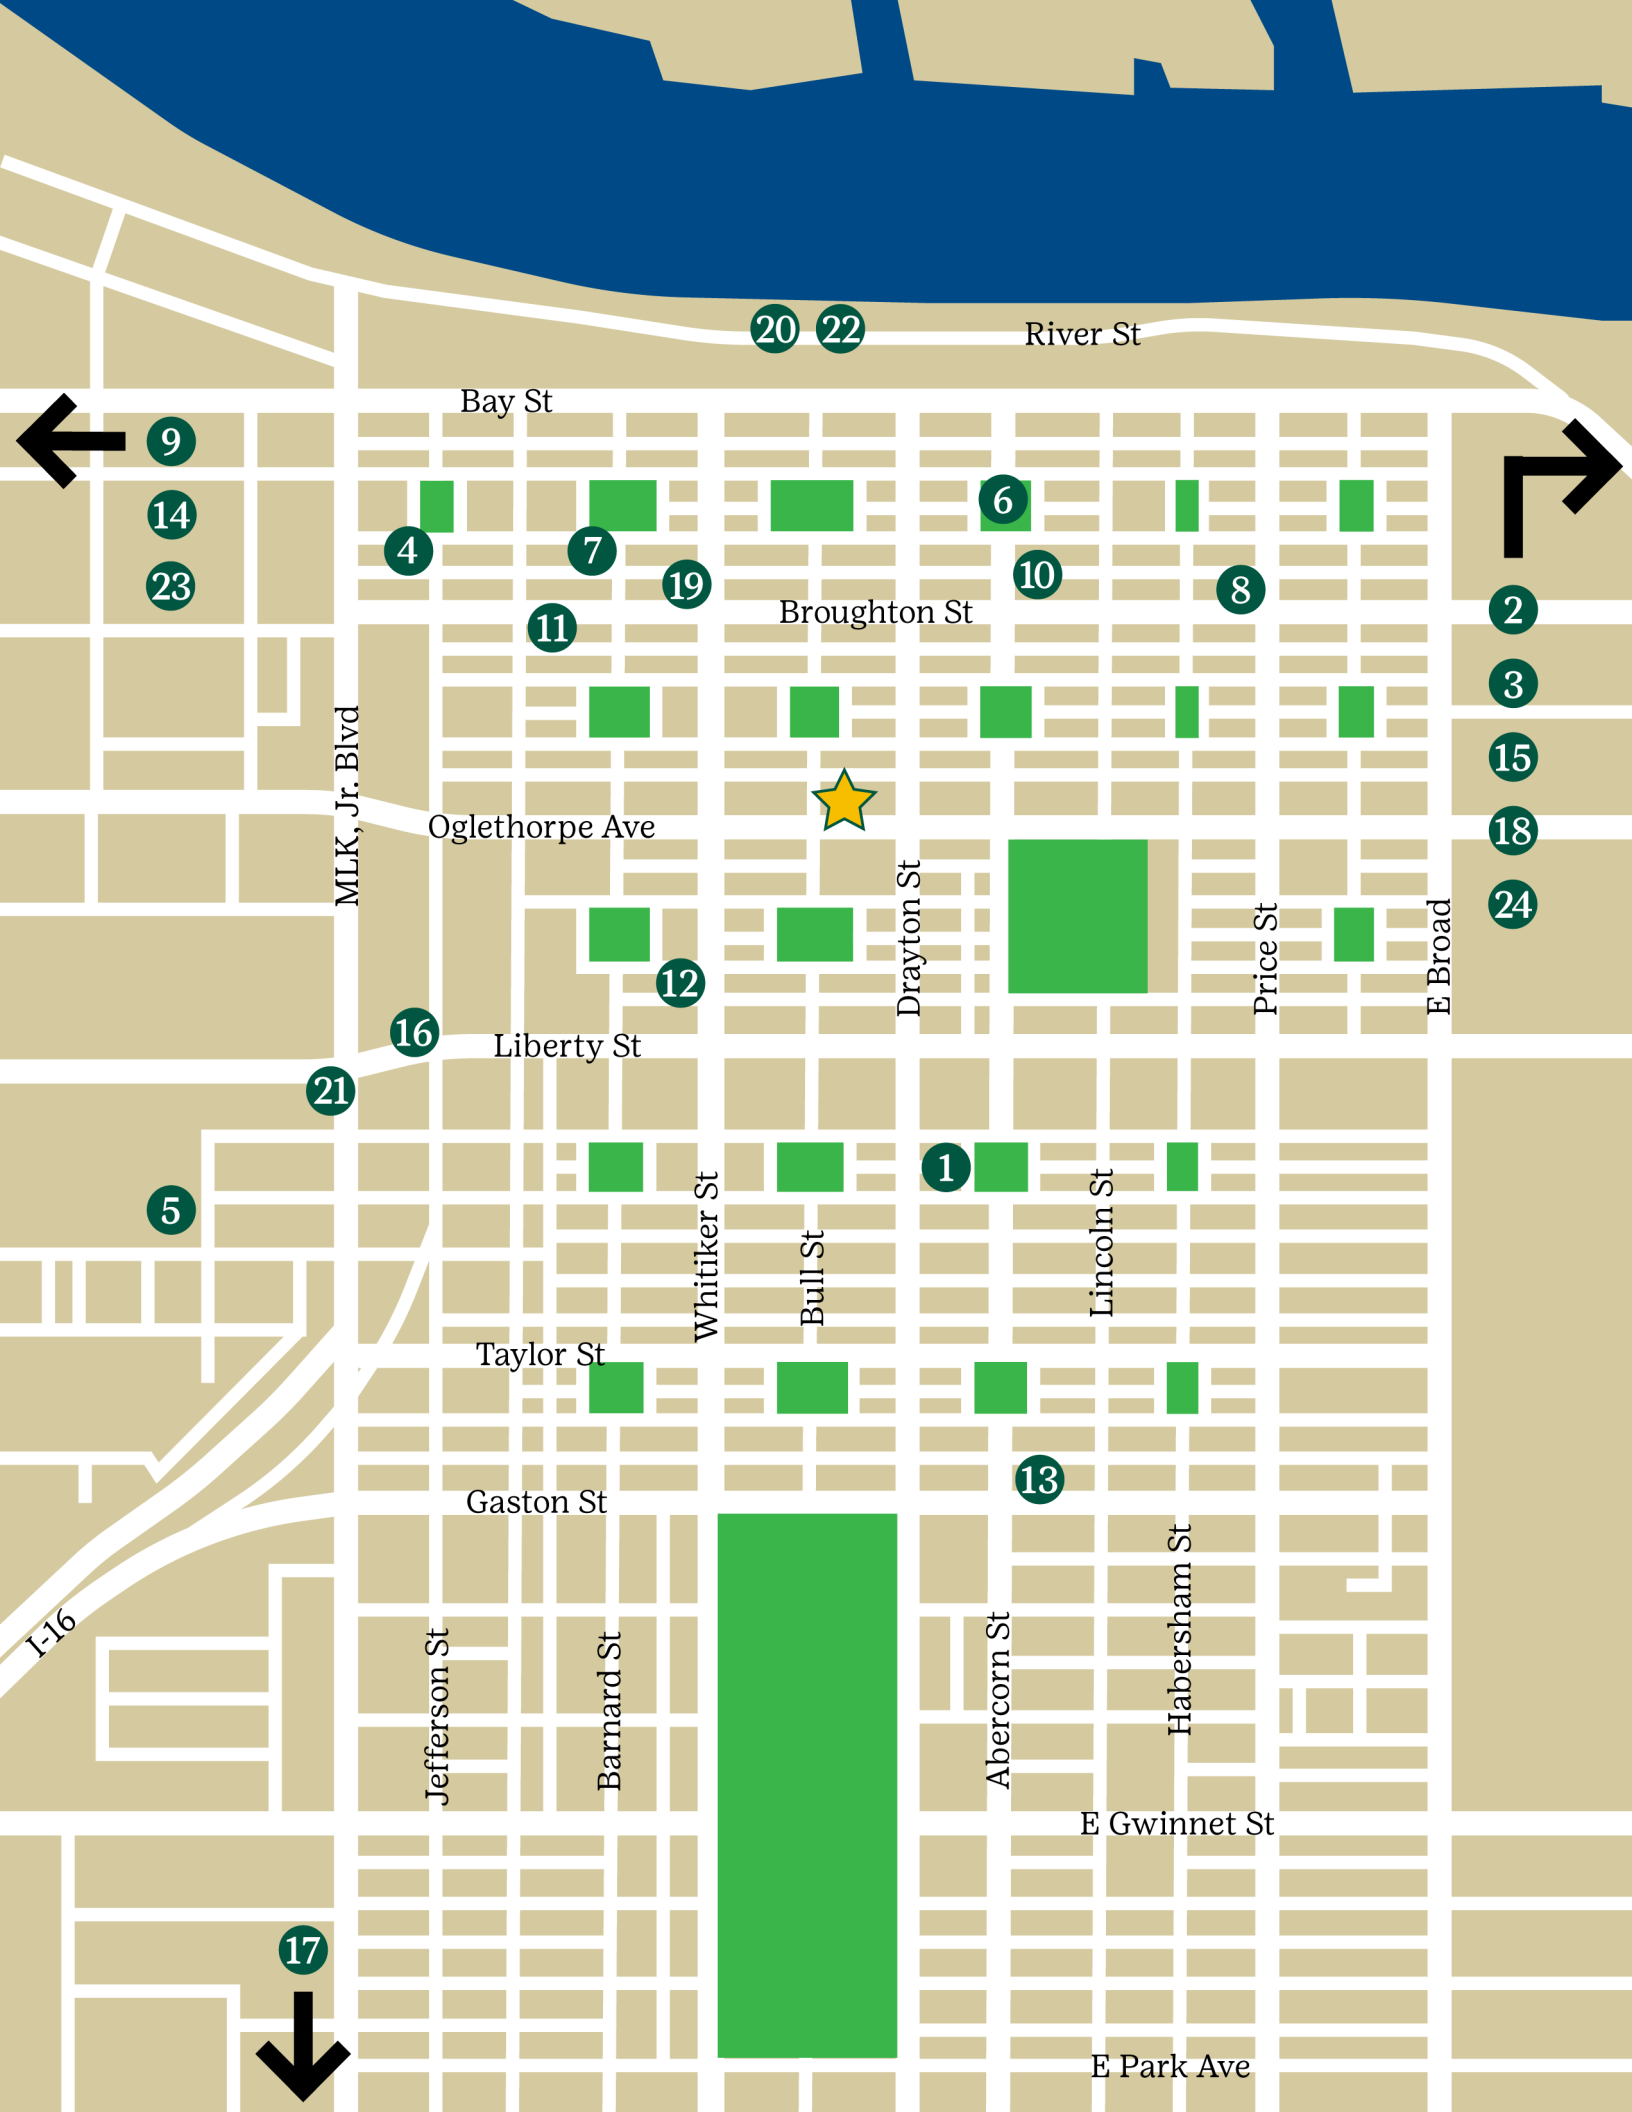 20
22
River St
Bay St
9
6
14
4
7
10
19
23
8
2
Broughton St
11
3
MLK, Jr. Blvd
15
Oglethorpe Ave
18
Drayton St
24
Price St
E Broad
12
16
Liberty St
21
1
5
Whitiker St
Bull St
Lincoln St
Taylor St
13
Gaston St
I-16
Jefferson St
Barnard St
Abercorn St
Habersham St
E Gwinnet St
17
E Park Ave